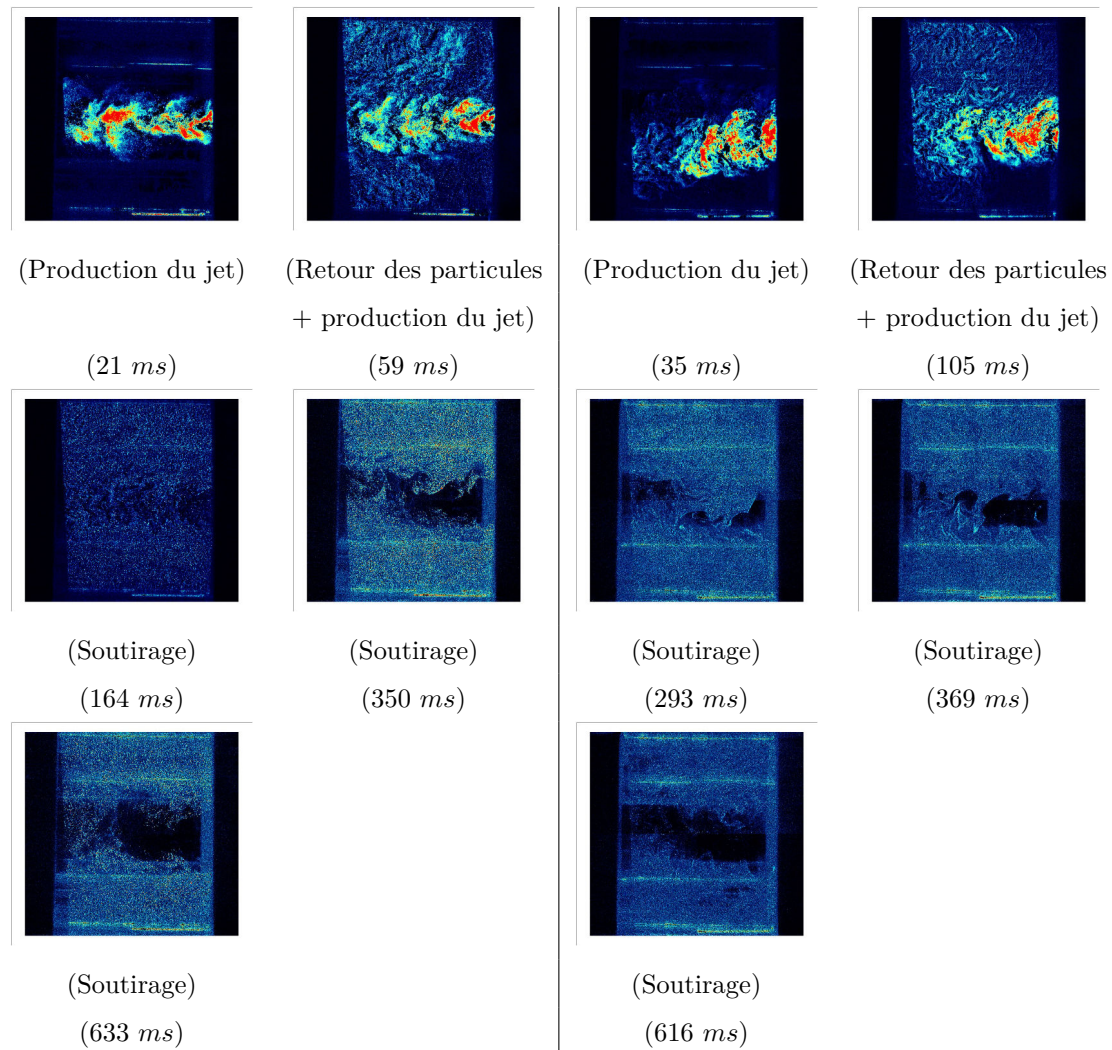 (Production du jet)
(Retour des particules
+ production du jet)
(Production du jet)
(Retour des particules
+ production du jet)
(21 ms)
(59 ms)
(35 ms)
(105 ms)
(Soutirage)
(Soutirage)
(Soutirage)
(Soutirage)
(164 ms)
(350 ms)
(293 ms)
(369 ms)
(Soutirage)
(Soutirage)
(633 ms)
(616 ms)